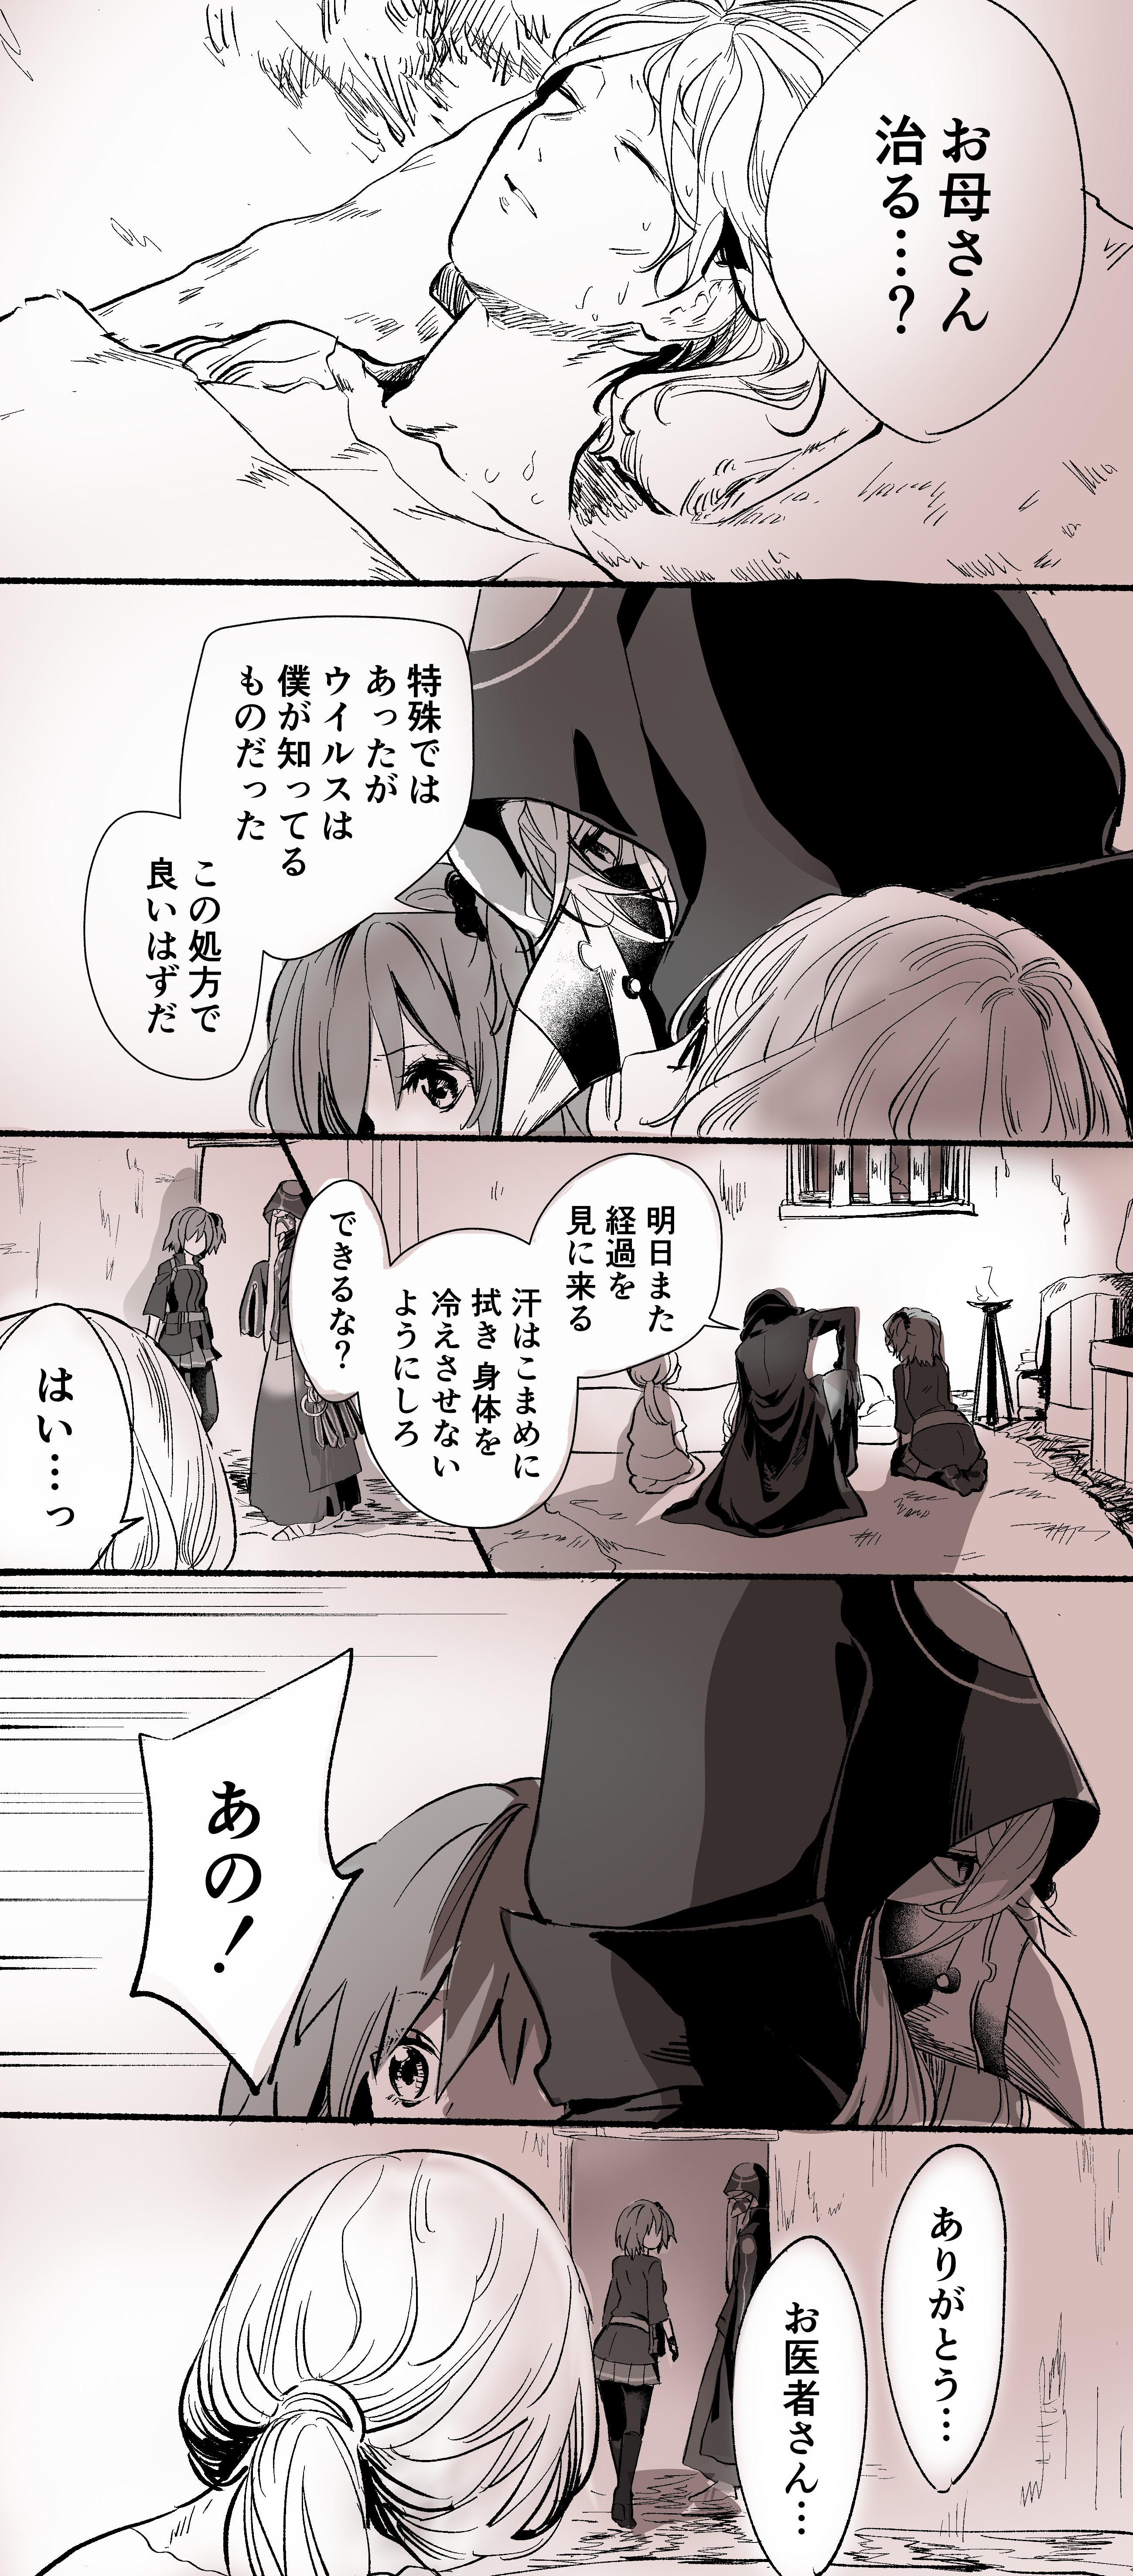 お母さん
治る…？
特殊では
あったが
ウイルスは
僕が知ってる
ものだった
この処方で
良いはずだ
明日また
経過を
見に来る
汗はこまめに
拭き 身体を
冷えさせない
ようにしろ
できるな？
はい…っ
あの！
ありがとう…
お医者さん…